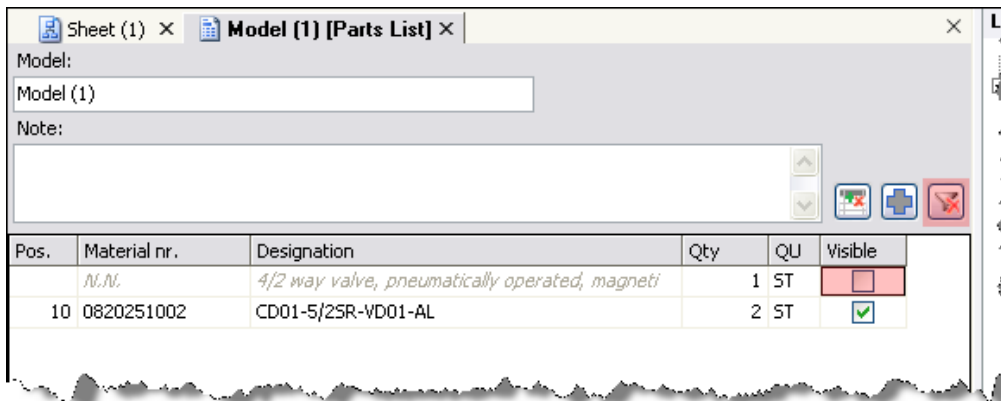 Sheet (1) Model (1) [Parts List]
Model:
Model (1)
Note:
Pos. Material nr. Designation Qty QU Visible
N.N. 4/2 way valve, pneumatically operated, magneti 1 ST
10 0820251002 CD01-5/2SR-VD01-AL 2 ST